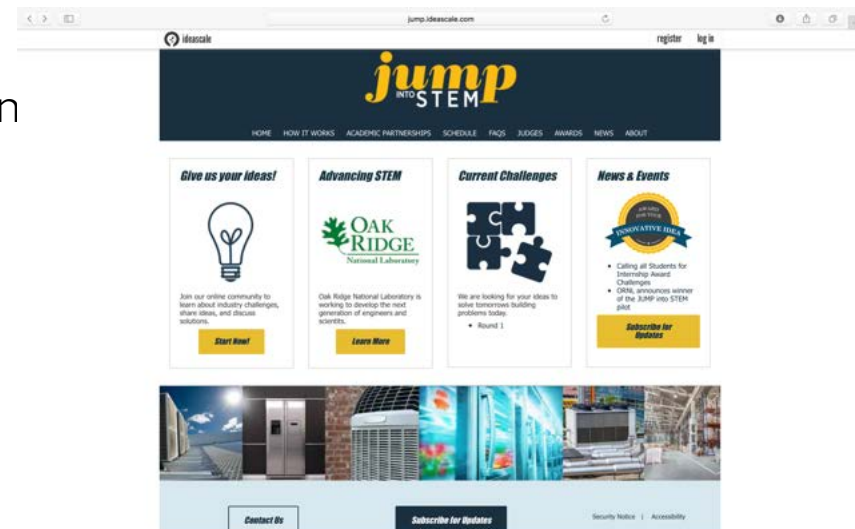 jump.ideascale.com
ideascale
register log in
jump
INTO STEM
n
HOME HOW IT WORKS ACADEMIC PARTNERSHIPS SCHEDULE FAQS JUDGES AWARDS NEWS ABOUT
Give us your ideas!
Join our online community to
learn about industry challenges,
share ideas, and discuss
solutions.
Start Now!
Advancing STEM
OAK
RIDGE
National Laboratory
Oak Ridge National Laboratory is
working to develop the next
generation of engineers and
scientits.
Learn More
Current Challenges
We are looking for your ideas to
solve tomorrows building
problems today.
• Round 1
News & Events
AWARD
FOR YOUR
INNOVATIVE IDEA
• Calling all Students for
Internship Award
Challenges
• ORNL announces winner
of the JUMP into STEM
pilot
Subscribe for
Updates
Contact Us
Subscribe for Updates
Security Notice | Accessibility